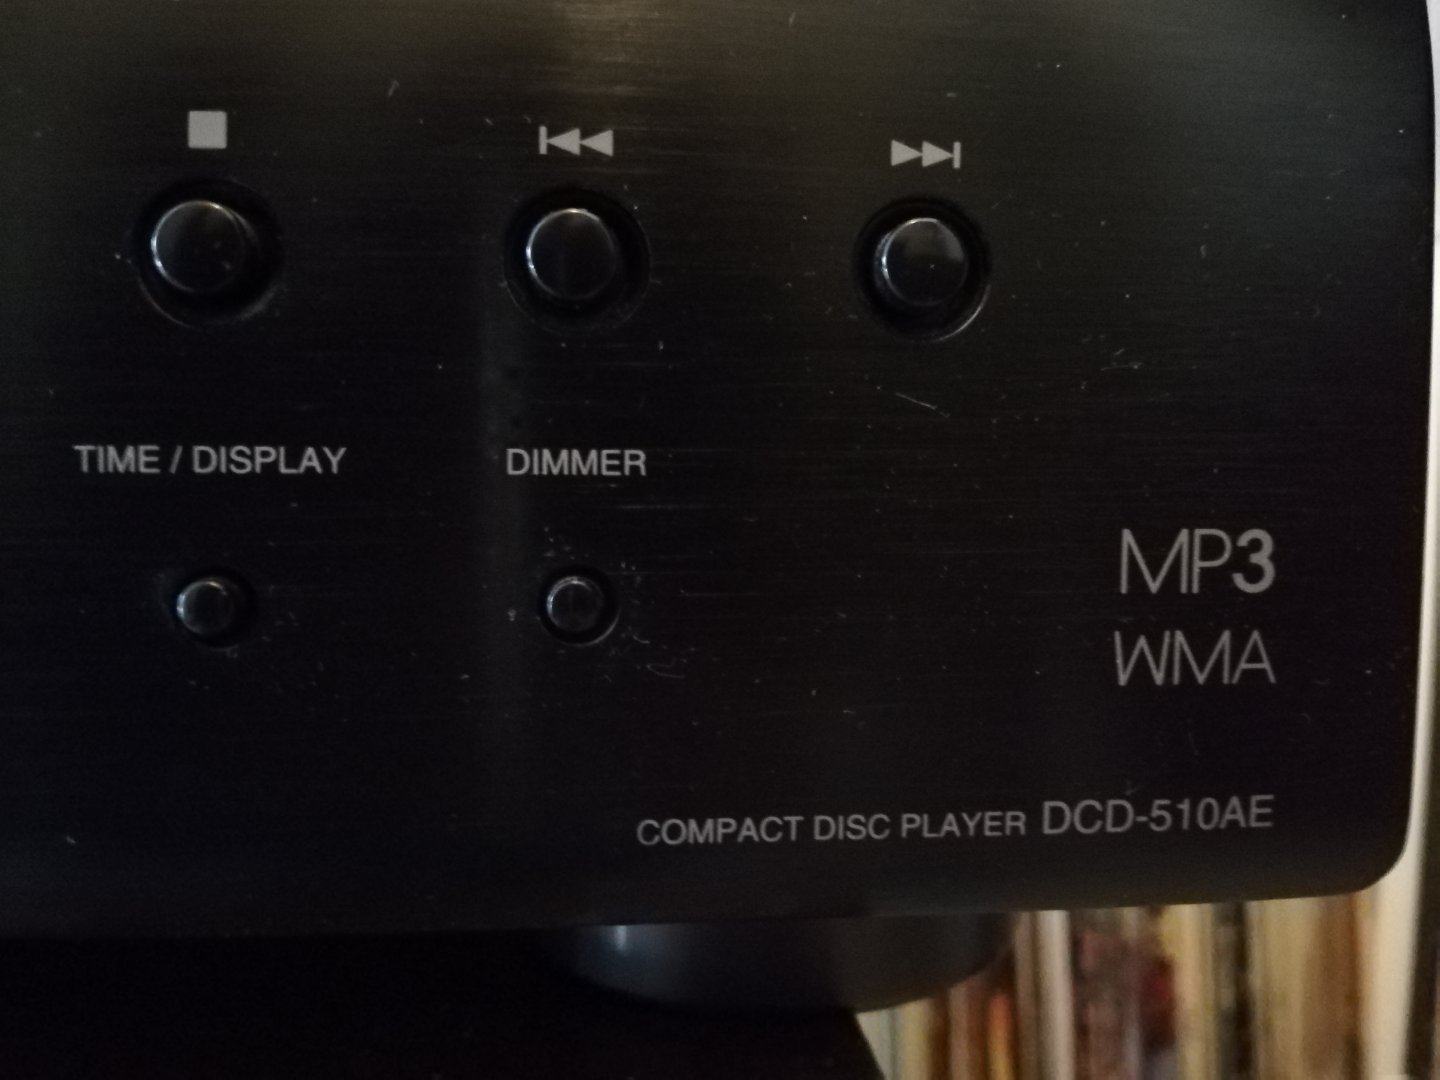 TIME / DISPLAY DIMMER
MP3
WMA
COMPACT DISC PLAYER DCD-510AE